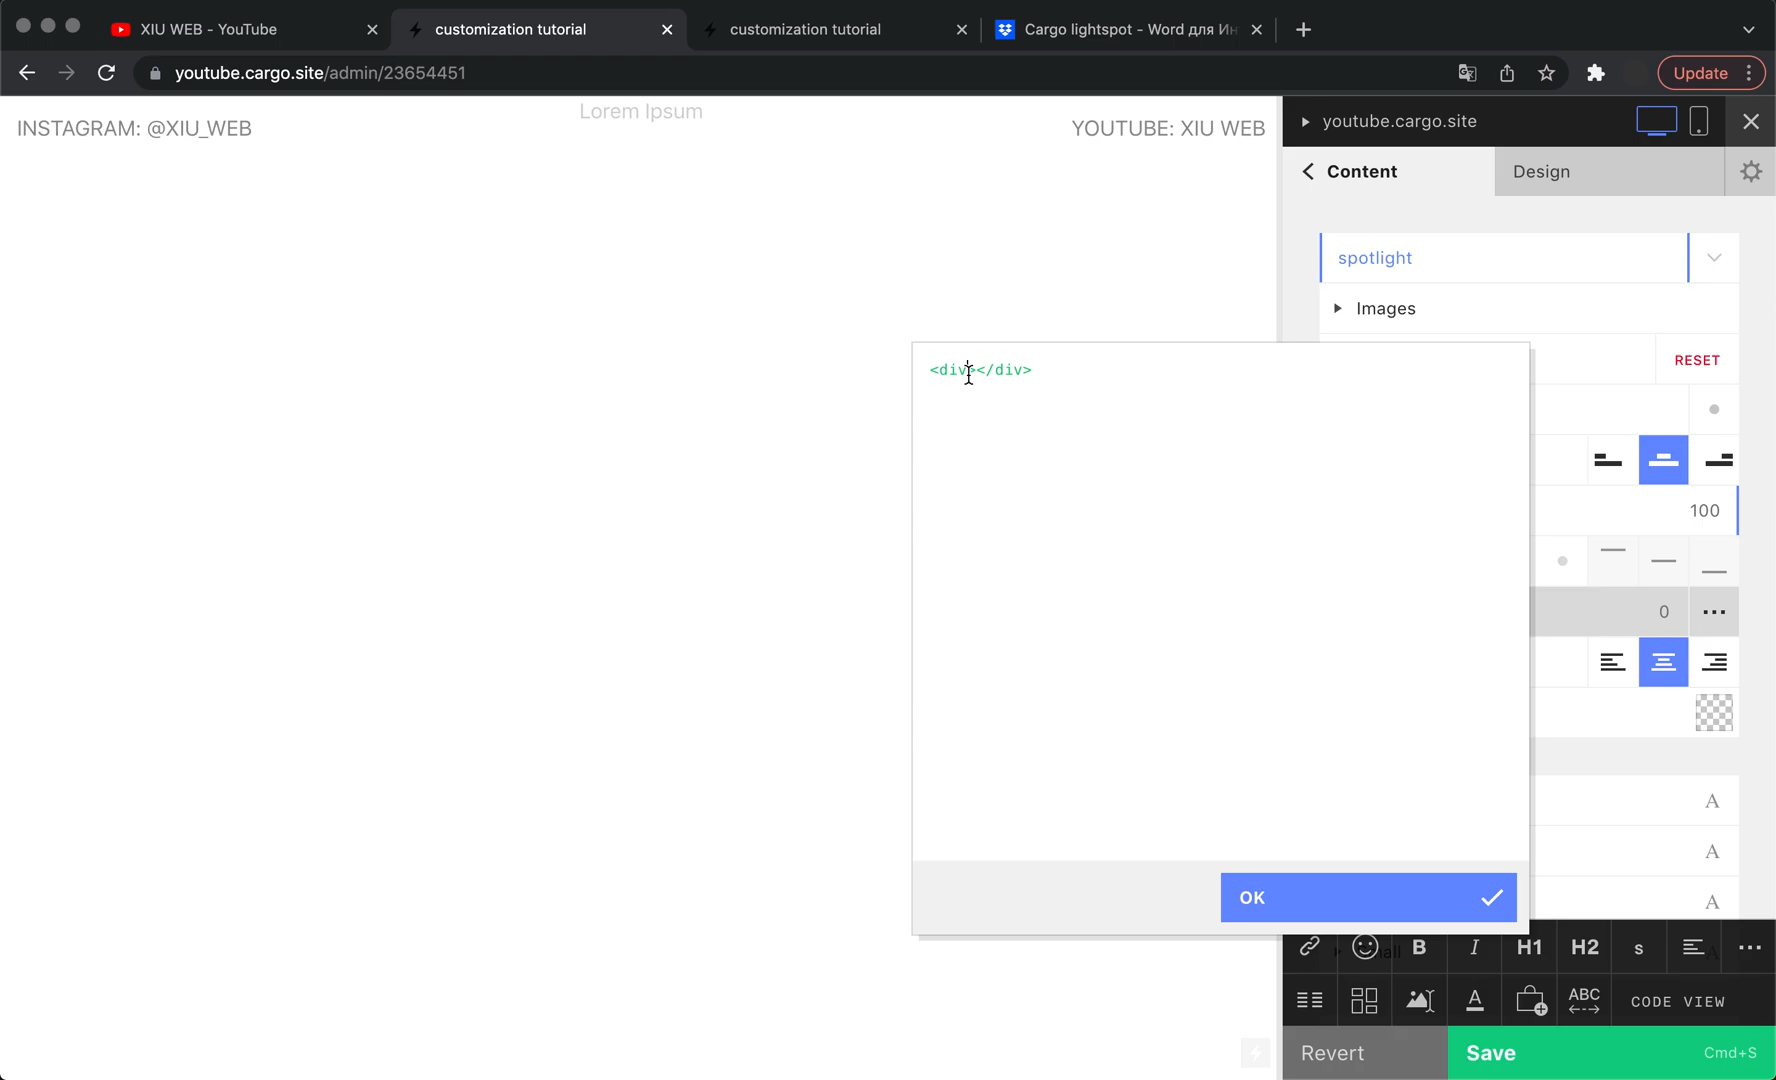 XIU WEB - YouTube
customization tutorial
customization tutorial
Cargo lightspot - Word для Ин
youtube.cargo.site/admin/23654451
Update
INSTAGRAM: @XIU_WEB
Lorem Ipsum
YOUTUBE: XIU WEB
youtube.cargo.site
Content
Design
spotlight
Images
<div></div>
RESET
100
0
A
A
A
OK
B
I
H1
H2
s
A
ABC
CODE VIEW
Revert
Save
Cmd+S